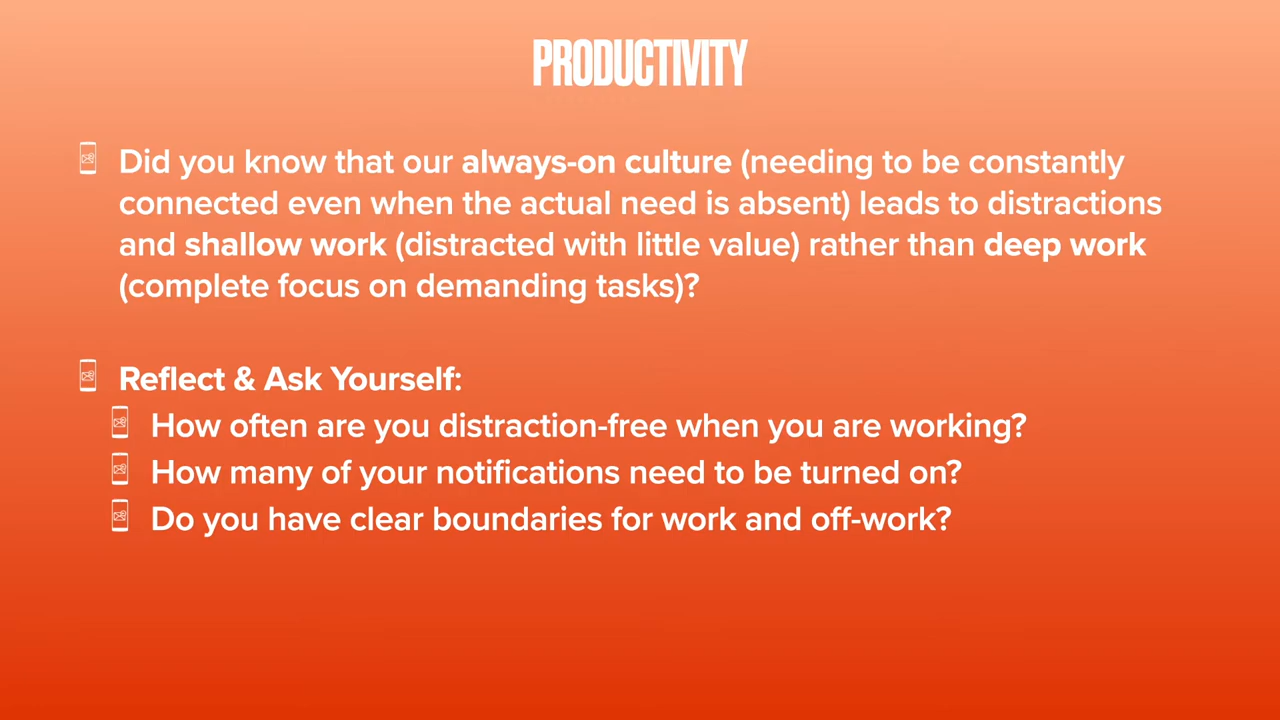 PRODUCTIVITY
Did you know that our always-on culture (needing to be constantly
connected even when the actual need is absent) leads to distractions
and shallow work (distracted with little value) rather than deep work
(complete focus on demanding tasks)?
Reflect & Ask Yourself:
How often are you distraction-free when you are working?
How many of your notifications need to be turned on?
Do you have clear boundaries for work and off-work?